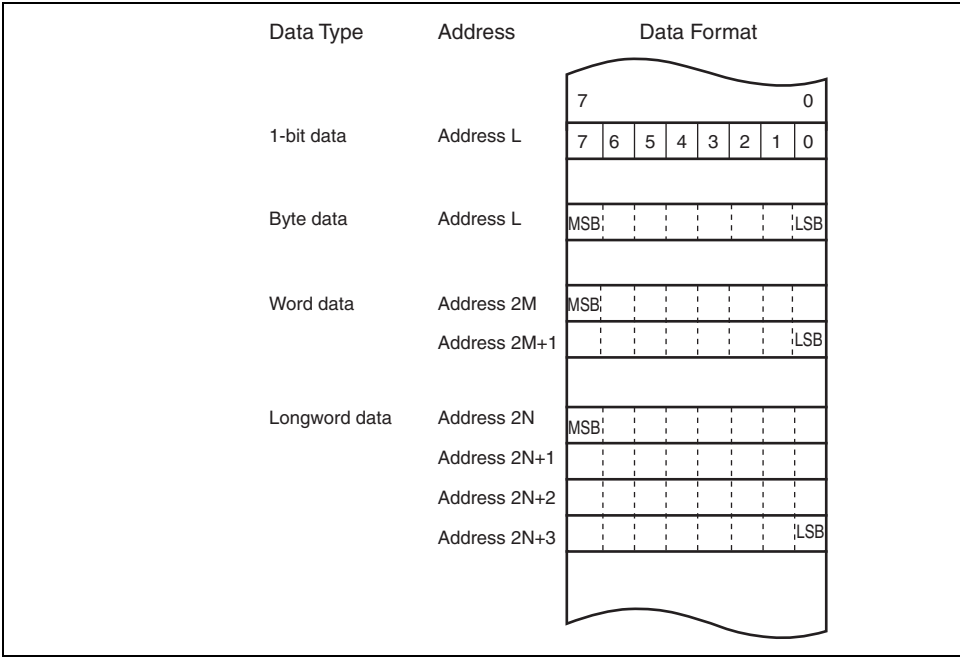 Data Type Address Data Format
7 0
1-bit data Address L 7 6 5 4 3 2 1 0
Byte data Address L MSB LSB
Word data Address 2M MSB
Address 2M+1 LSB
Longword data Address 2N MSB
Address 2N+1
Address 2N+2
Address 2N+3 LSB